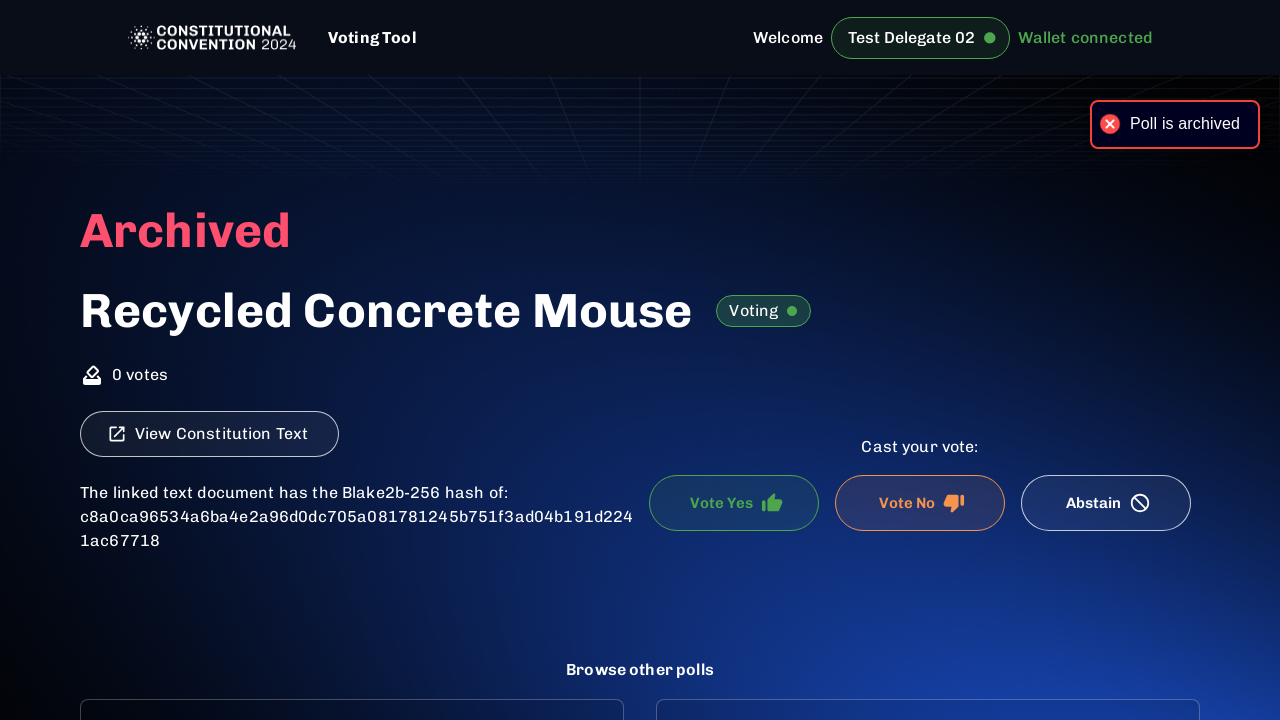 CONSTITUTIONAL
CONVENTION 2024
Voting Tool
Welcome
Test Delegate 02
Wallet connected
Poll is archived
Archived
Recycled Concrete Mouse
Voting
0 votes
View Constitution Text
Cast your vote:
The linked text document has the Blake2b-256 hash of:
c8a0ca96534a6ba4e2a96d0dc705a081781245b751f3ad04b191d224
1ac67718
Vote Yes
Vote No
Abstain
Browse other polls